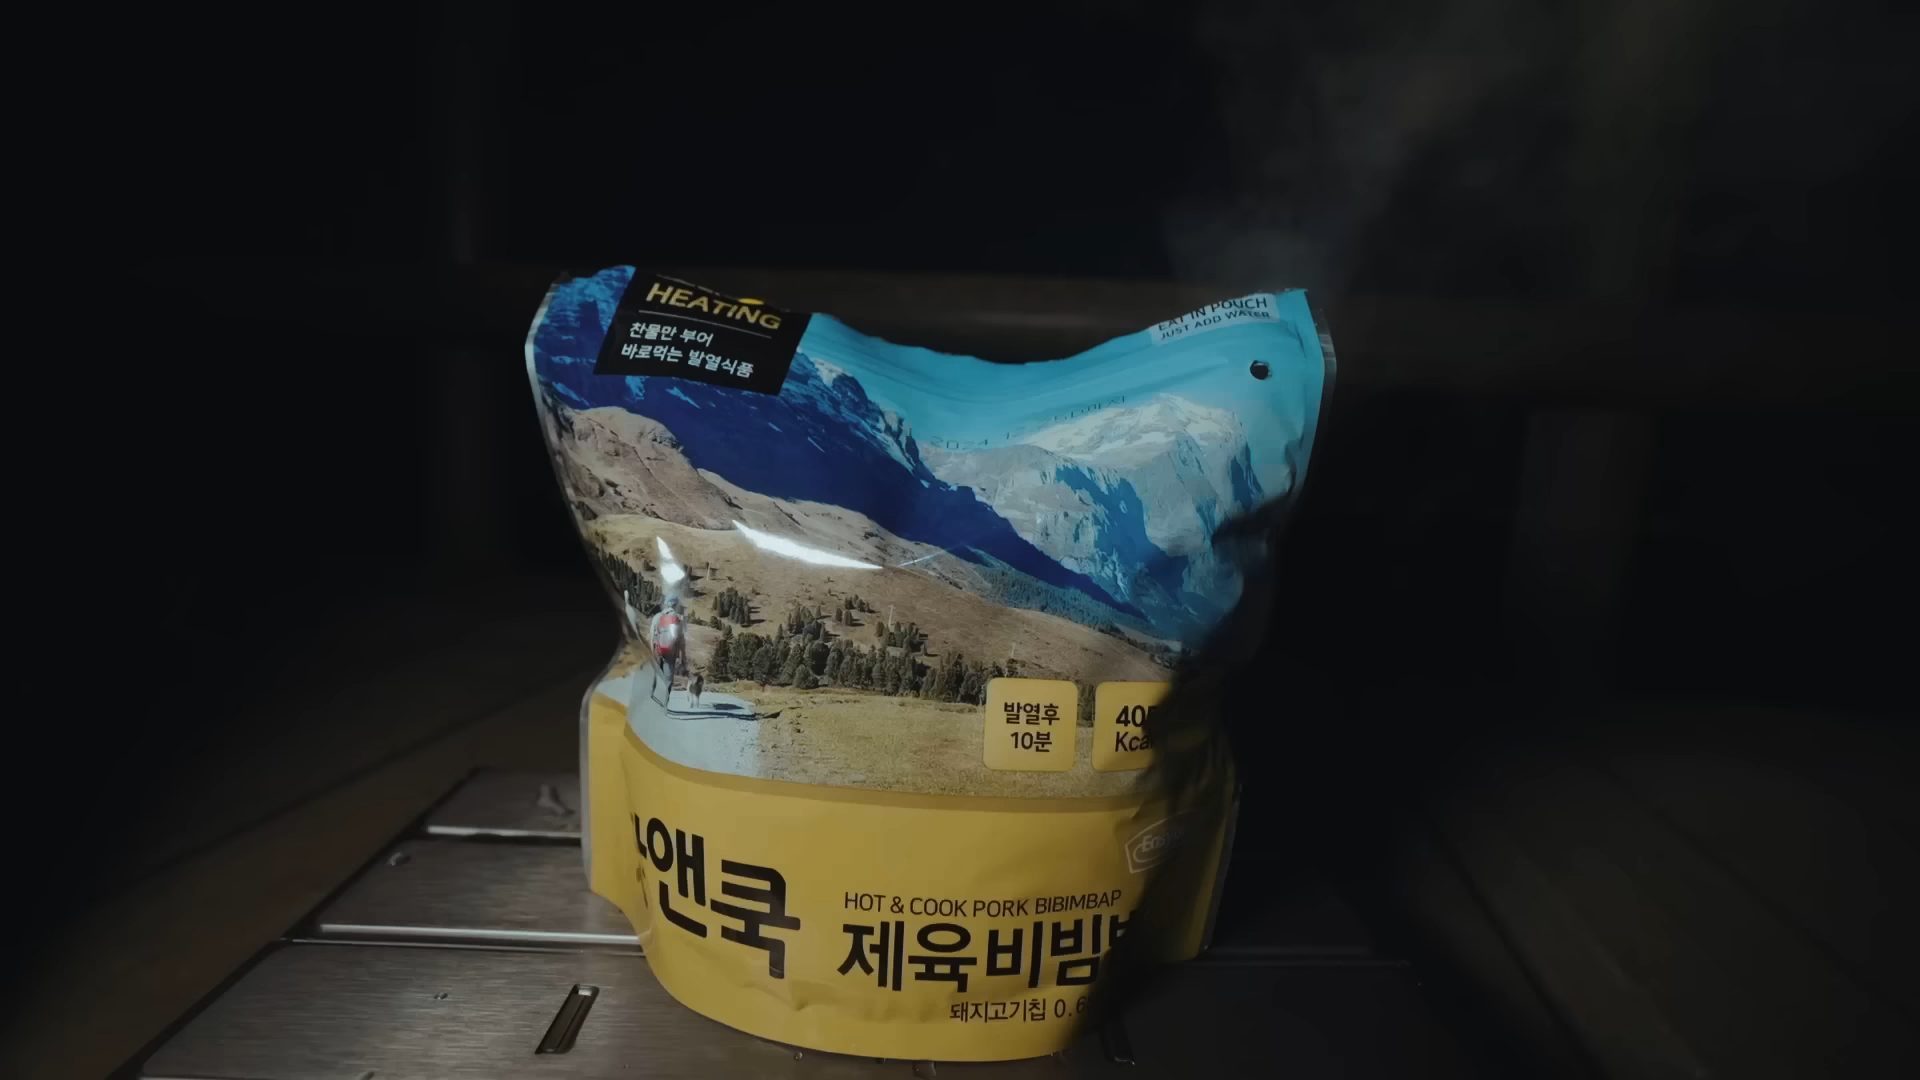 HEATING
찬물만 부어
바로먹는 발열식품
EAT IN POUCH
JUST ADD WATER
발열후
10분
앤쿡
HOT & COOK PORK BIBIMBAP
제육비빔
돼지고기칩